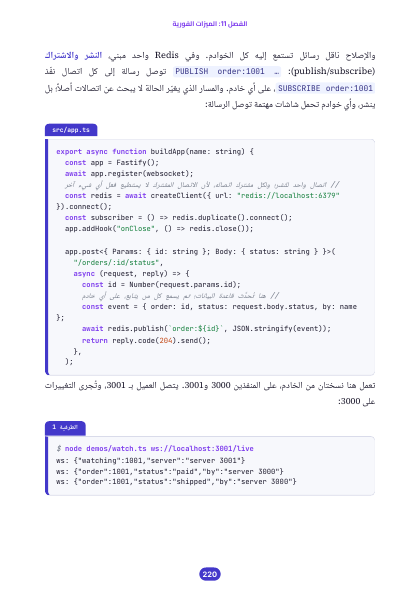 الفصل 11: الميزات الفورية
والإصلاح ناقل رسائل تستمع إليه كل الخوادم. وفي Redis واحد مبني، النشر والاشتراك
(publish/subscribe): PUBLISH order:1001 … توصل رسالة إلى كل اتصال نفّذ
SUBSCRIBE order:1001، على أي خادم. والمسار الذي يغيّر الحالة لا يبحث عن اتصالات أصلًا؛ بل
ينشر، وأي خوادم تحمل شاشات مهتمة توصل الرسالة:
src/app.ts
export async function buildApp(name: string) {
const app = Fastify();
await app.register(websocket);
// اتصال واحد للنشر، ولكل مشترك اتصاله، لأن الاتصال المشترك لا يستطيع فعل أي شيء آخر
const redis = await createClient({ url: "redis://localhost:6379"
}).connect();
const subscriber = () => redis.duplicate().connect();
app.addHook("onClose", () => redis.close());
app.post<{ Params: { id: string }; Body: { status: string } }>(
"/orders/:id/status",
async (request, reply) => {
const id = Number(request.params.id);
// هنا تُحدَّث قاعدة البيانات؛ ثم يسمع كل من يتابع، على أي خادم
const event = { order: id, status: request.body.status, by: name
};
await redis.publish(`order:${id}`, JSON.stringify(event));
return reply.code(204).send();
},
);
تعمل هنا نسختان من الخادم، على المنفذين 3000 و3001. يتصل العميل بـ 3001، وتُجرى التغييرات
على 3000:
الطرفية 1
$ node demos/watch.ts ws://localhost:3001/live
ws: {"watching":1001,"server":"server 3001"}
ws: {"order":1001,"status":"paid","by":"server 3000"}
ws: {"order":1001,"status":"shipped","by":"server 3000"}
220